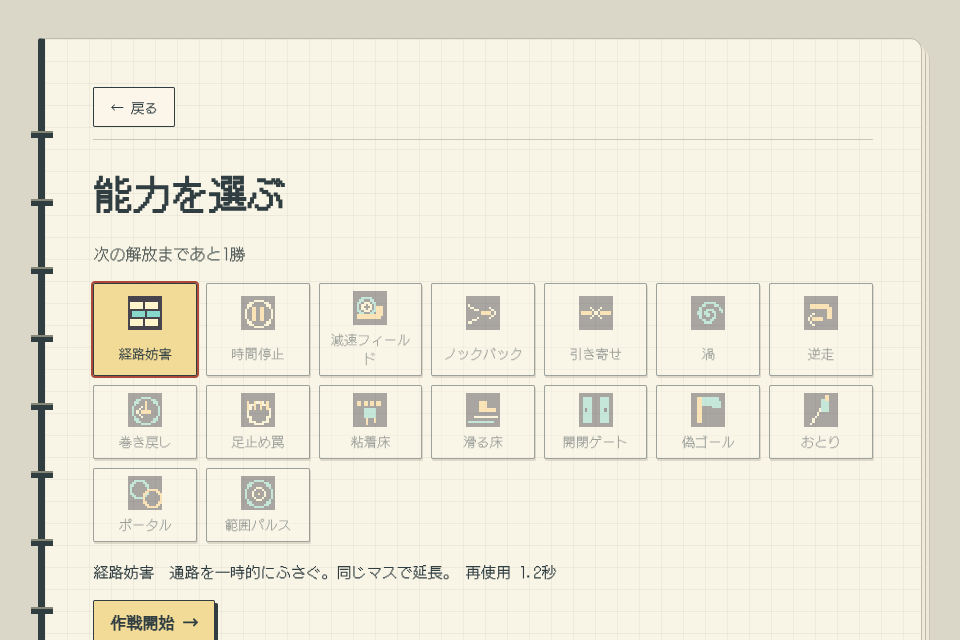 ← 戻る
能力を選ぶ
次の解放まであと1勝
経路妨害
時間停止
減速フィール
ド
ノックバック
引き寄せ
渦
逆走
巻き戻し
足止め罠
粘着床
滑る床
開閉ゲート
偽ゴール
おとり
ポータル
範囲パルス
経路妨害　通路を一時的にふさぐ。同じマスで延長。 再使用 1.2秒
作戦開始 →